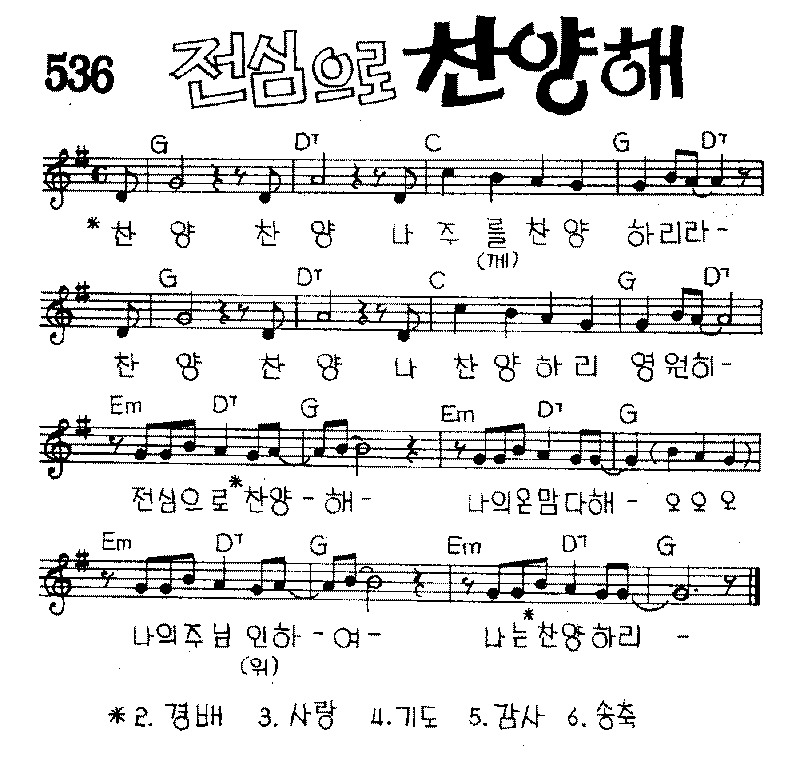 536 전심으로 찬양해
G D7 C G D7
*찬 양 찬 양 나 주 를 찬 양 하리라-
(께)
G D7 C G D7
찬 양 찬 양 나 찬 양 하 리 영원히-
Em D7 G Em D7 G
전심으로 *찬양-해- 나의온맘다해- 오 오 오
Em D7 G Em D7 G
나의주님 인하-여- 나는*찬양하리 -
(위)
*2. 경배 3. 사랑 4. 기도 5. 감사 6. 송축